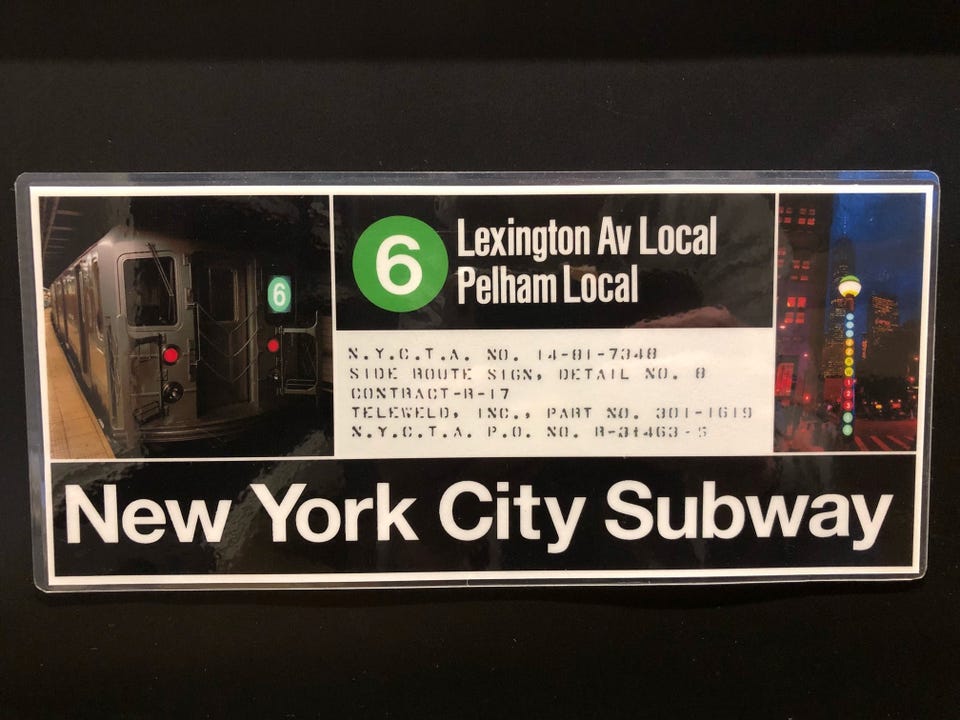 6
6
Lexington Av Local
Pelham Local
N.Y.C.T.A. NO. 14-81-7348
SIDE ROUTE SIGN, DETAIL NO. 8
CONTRACT-R-17
TELEWELD, INC., PART NO. 301-1619
N.Y.C.T.A. P.O. NO. R-31463-S
New York City Subway